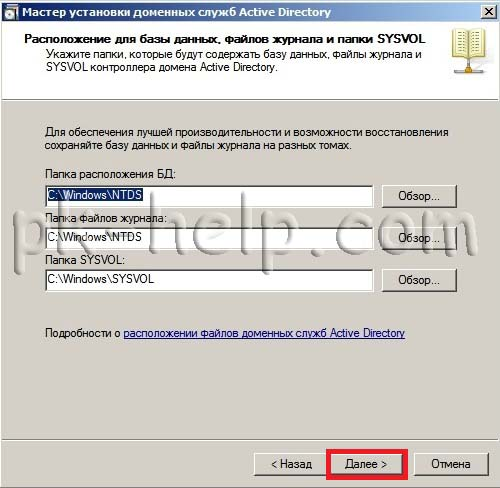 Мастер установки доменных служб Active Directory
Расположение для базы данных, файлов журнала и папки SYSVOL
Укажите папки, которые будут содержать базу данных, файлы журнала и
SYSVOL контроллера домена Active Directory.
Для обеспечения лучшей производительности и возможности восстановления
сохраняйте базу данных и файлы журнала на разных томах.
Папка расположения БД:
C:\Windows\NTDS
Обзор...
Папка файлов журнала:
C:\Windows\NTDS
Обзор...
Папка SYSVOL:
C:\Windows\SYSVOL
Обзор...
pk-help.com
Подробности о расположении файлов доменных служб Active Directory
< Назад
Далее >
Отмена